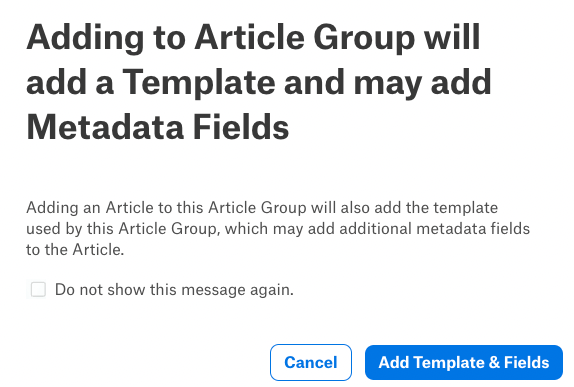 Adding to Article Group will
add a Template and may add
Metadata Fields
Adding an Article to this Article Group will also add the template
used by this Article Group, which may add additional metadata fields
to the Article.
Do not show this message again.
Cancel
Add Template & Fields